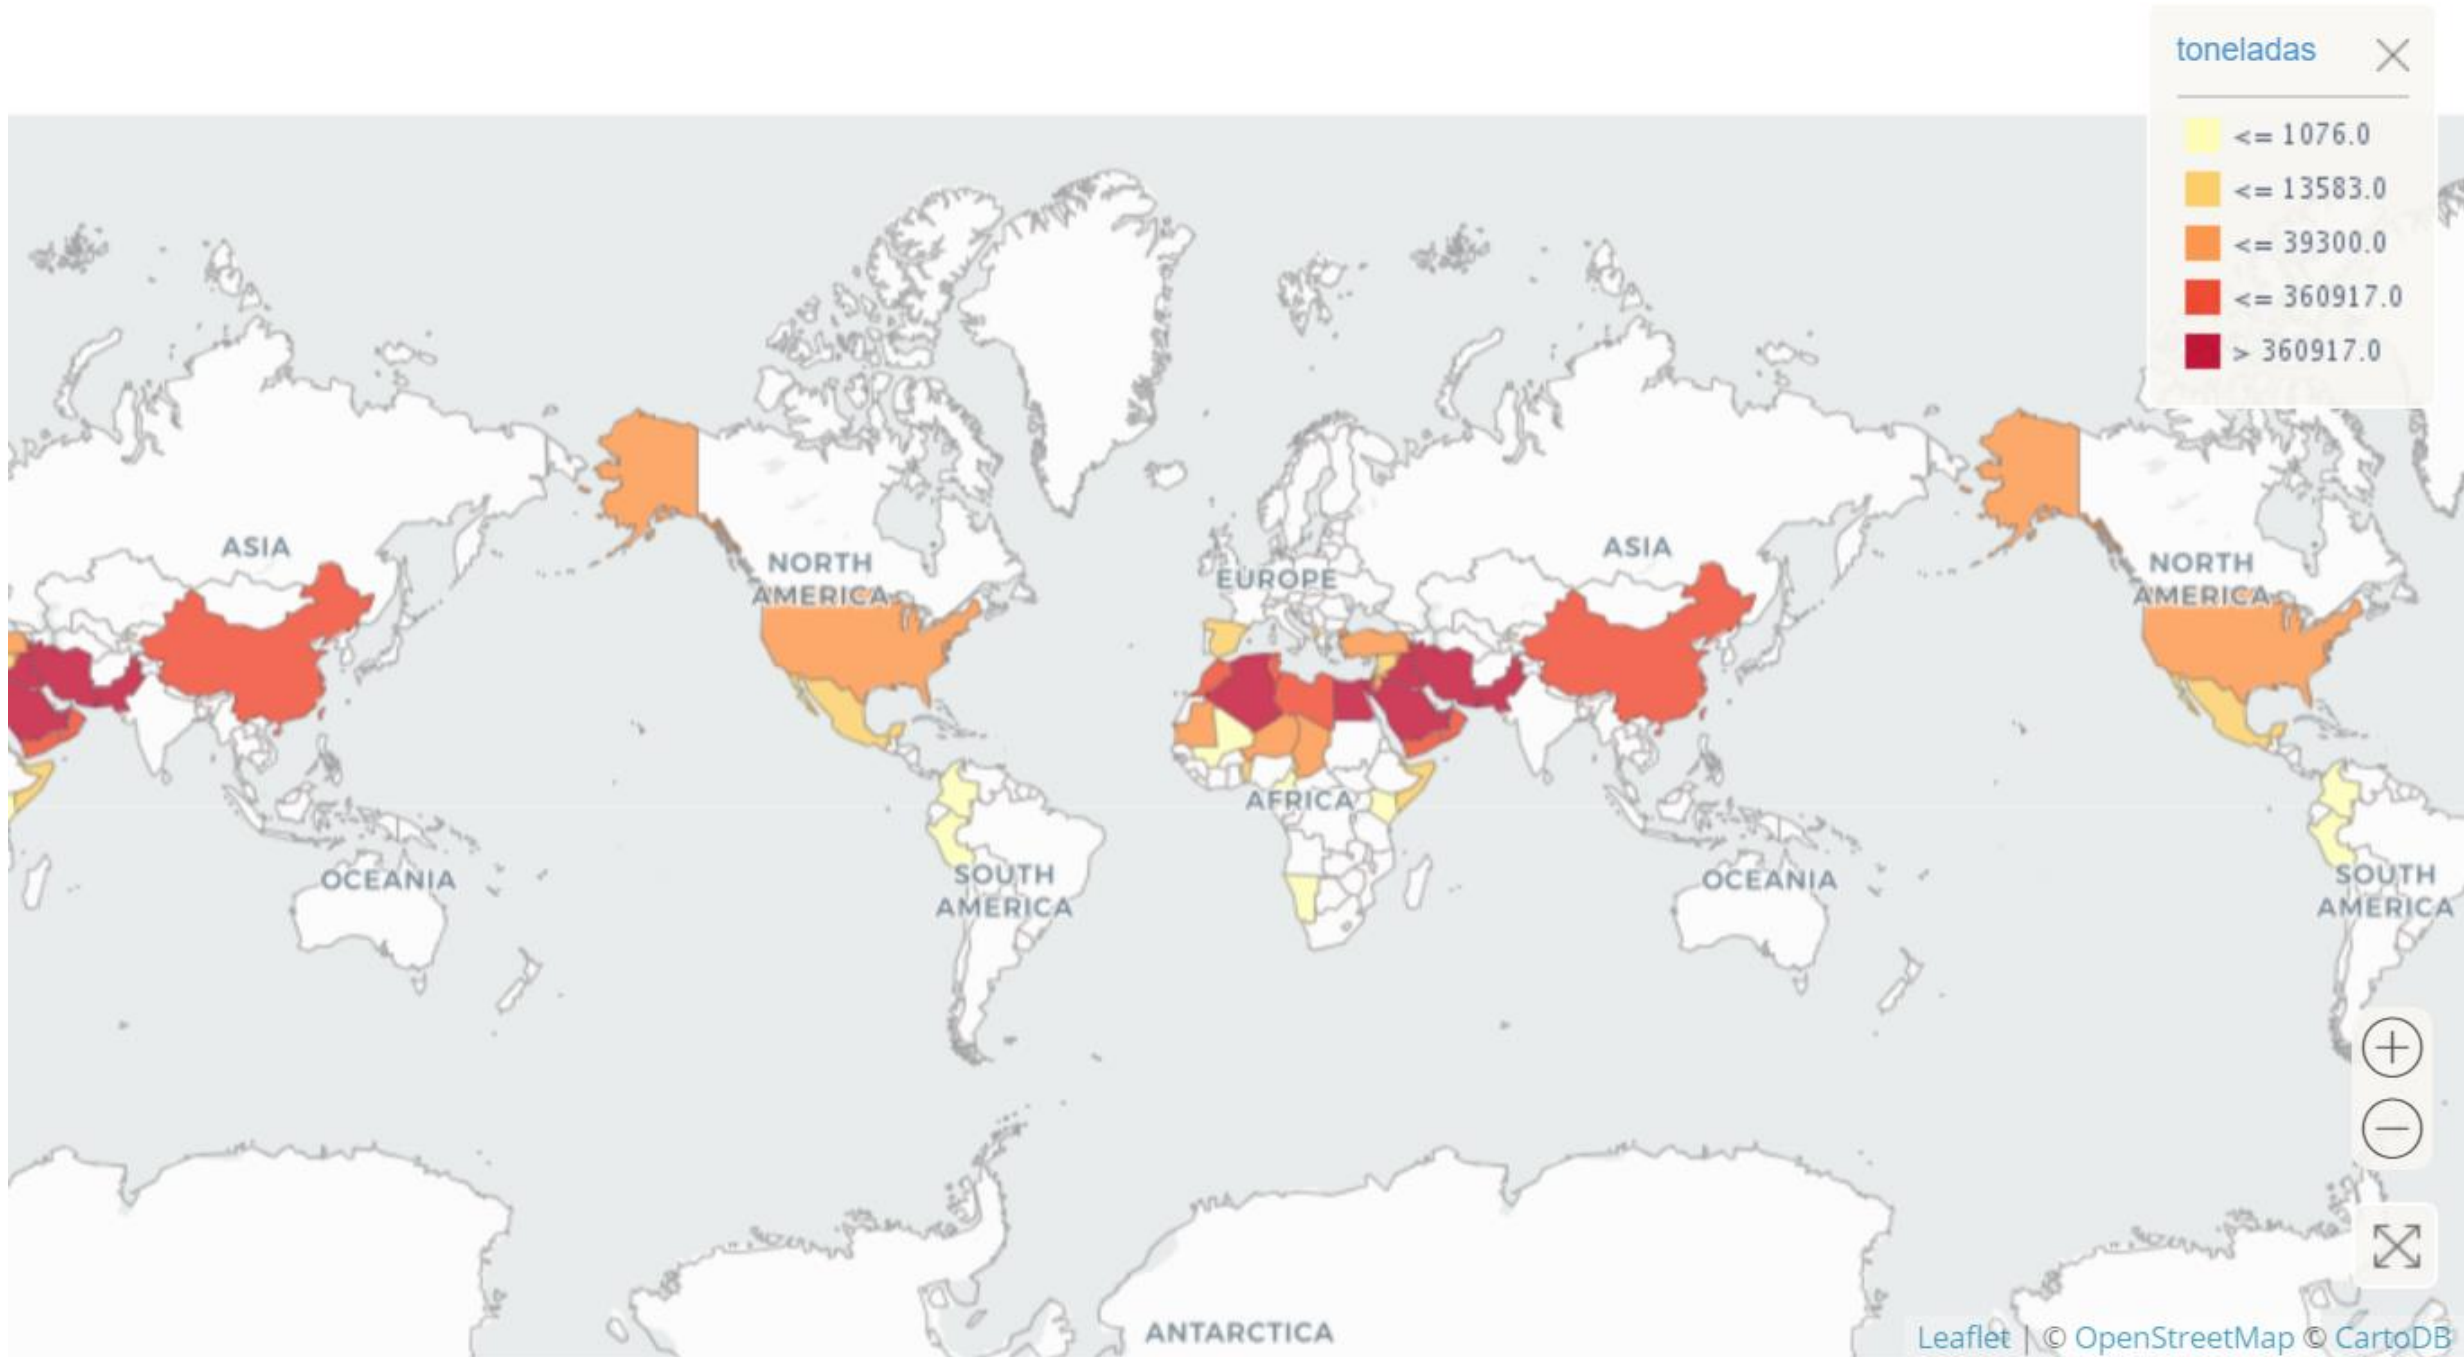 toneladas
<= 1076.0
<= 13583.0
<= 39300.0
<= 360917.0
> 360917.0
ASIA
NORTH
AMERICA
EUROPE
ASIA
NORTH
AMERICA
AFRICA
OCEANIA
SOUTH
AMERICA
OCEANIA
SOUTH
AMERICA
ANTARCTICA
Leaflet | © OpenStreetMap © CartoDB